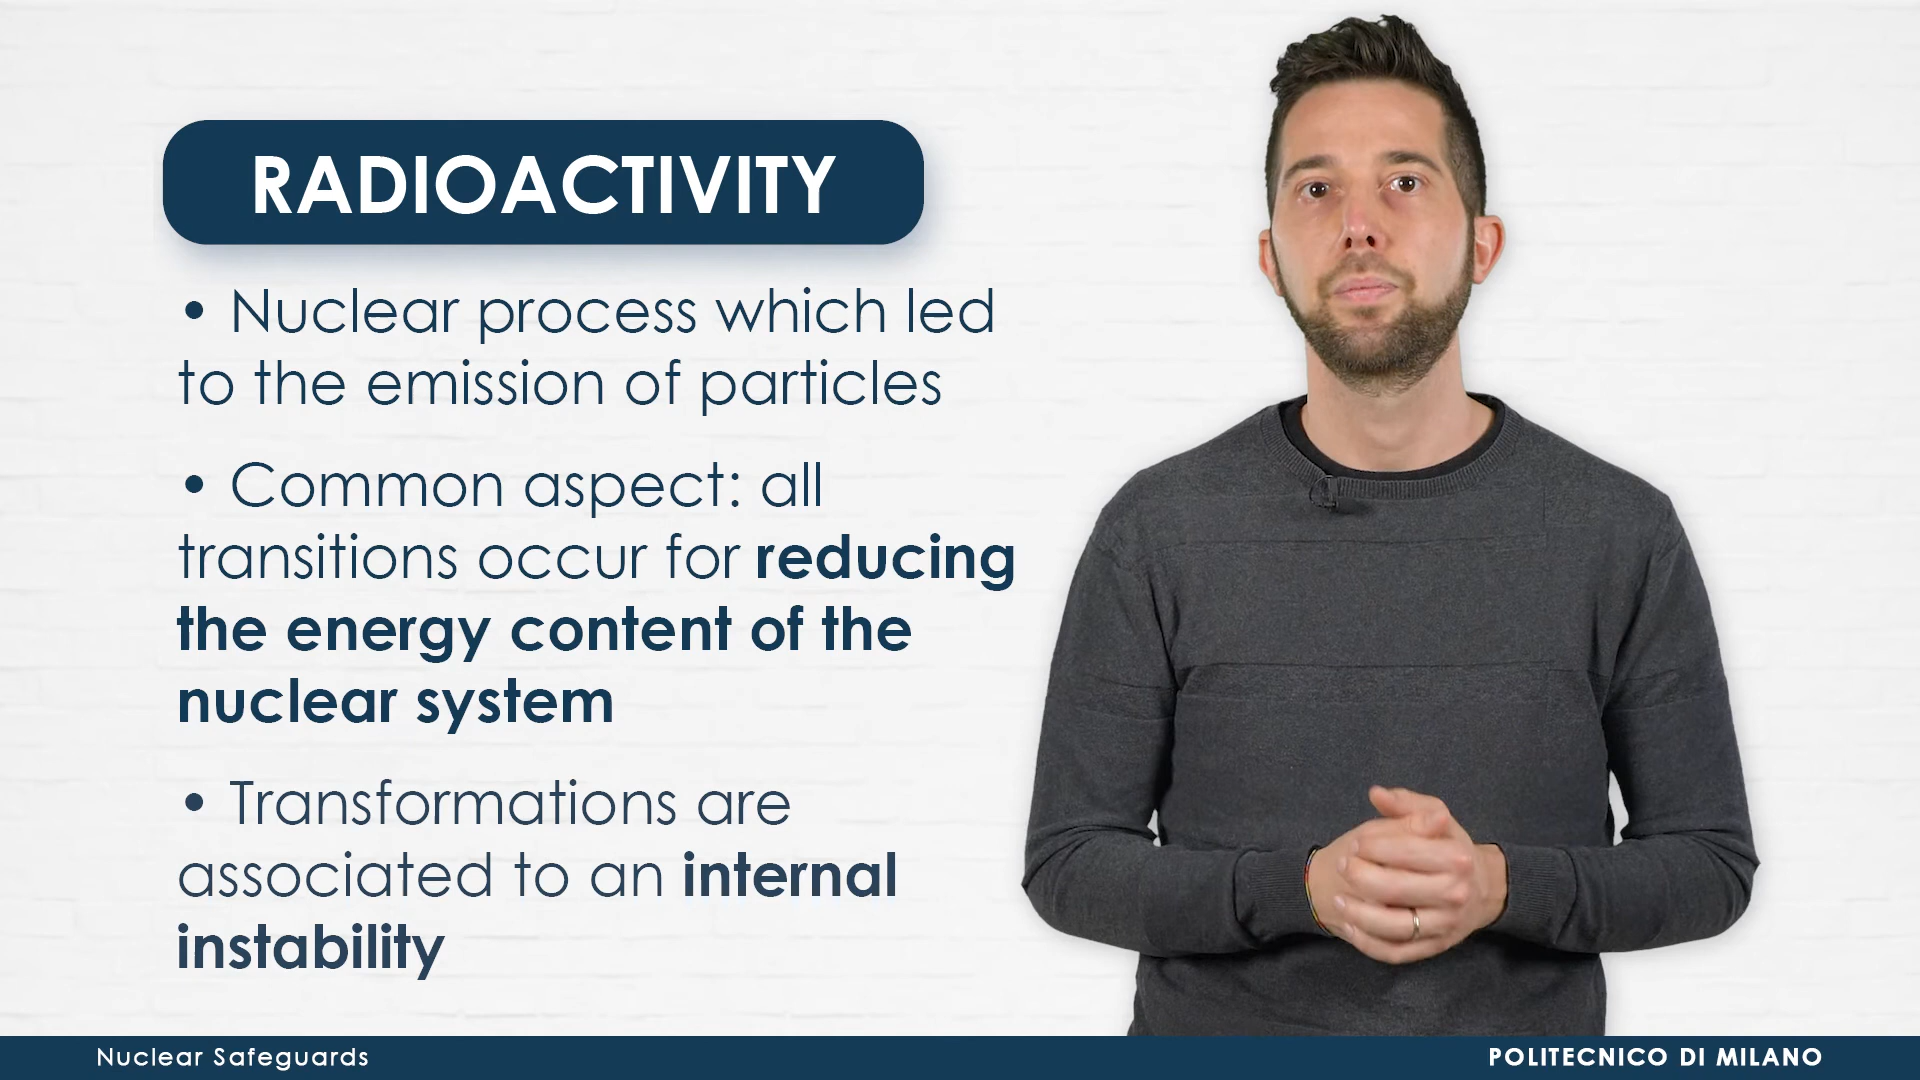 RADIOACTIVITY
• Nuclear process which led
to the emission of particles
• Common aspect: all
transitions occur for reducing
the energy content of the
nuclear system
• Transformations are
associated to an internal
instability
Nuclear Safeguards
POLITECNICO DI MILANO